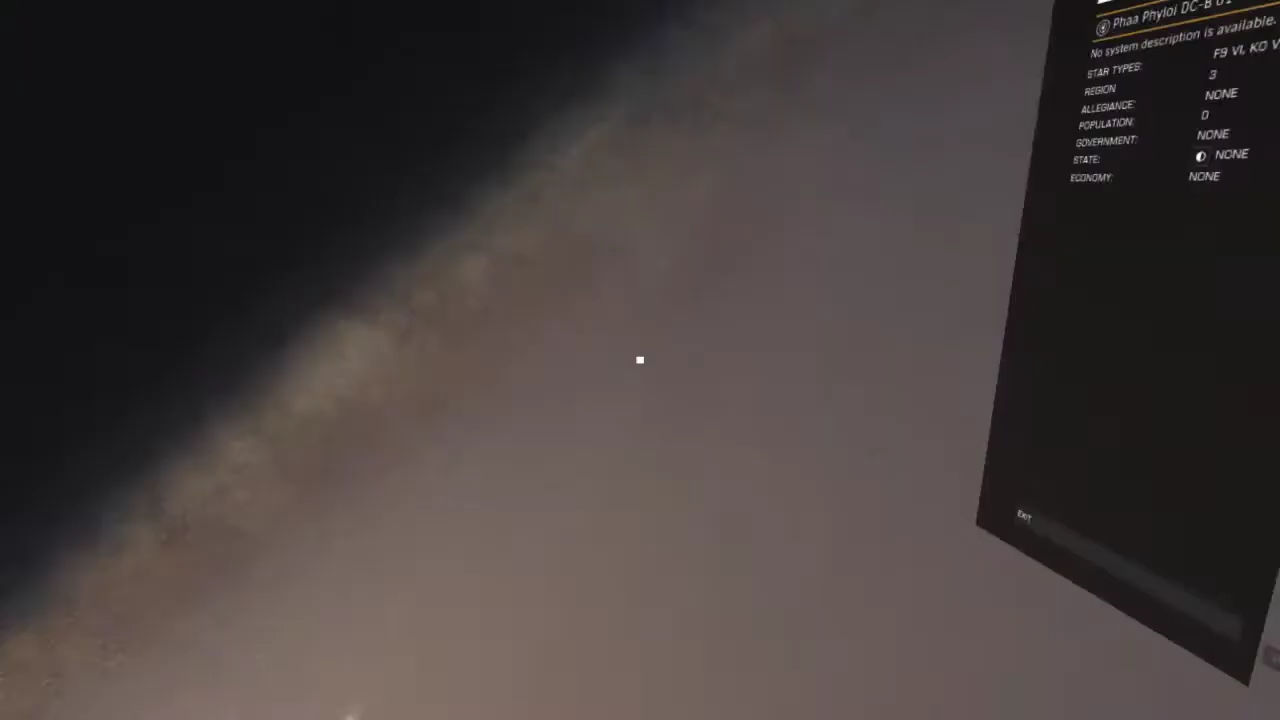 Phaa Phyloi DC-B
No system description is available.
STAR TYPES: F9 VI, K0 V
REGION 3
ALLEGIANCE: NONE
POPULATION: 0
GOVERNMENT: NONE
STATE: NONE
ECONOMY: NONE
EXIT